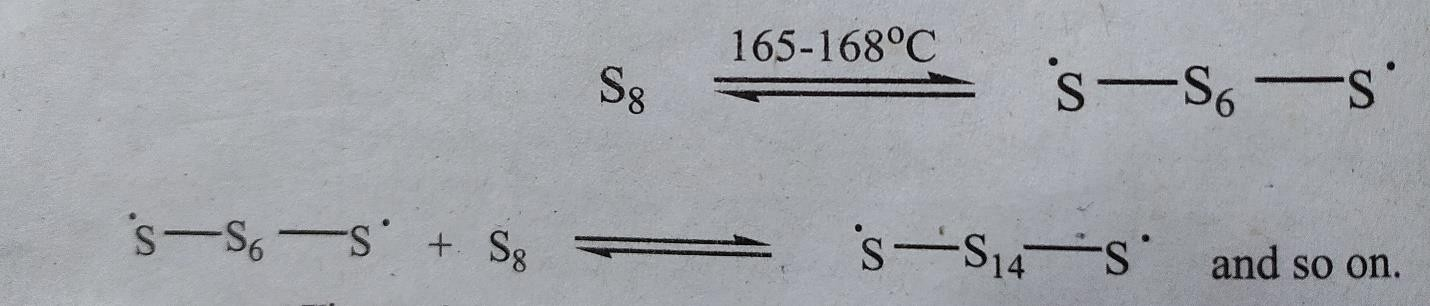 165-168°C
S₈ ⇌ Ṡ—S₆—S˙
Ṡ—S₆—S˙ + S₈ ⇌ Ṡ—S₁₄—S˙ and so on.